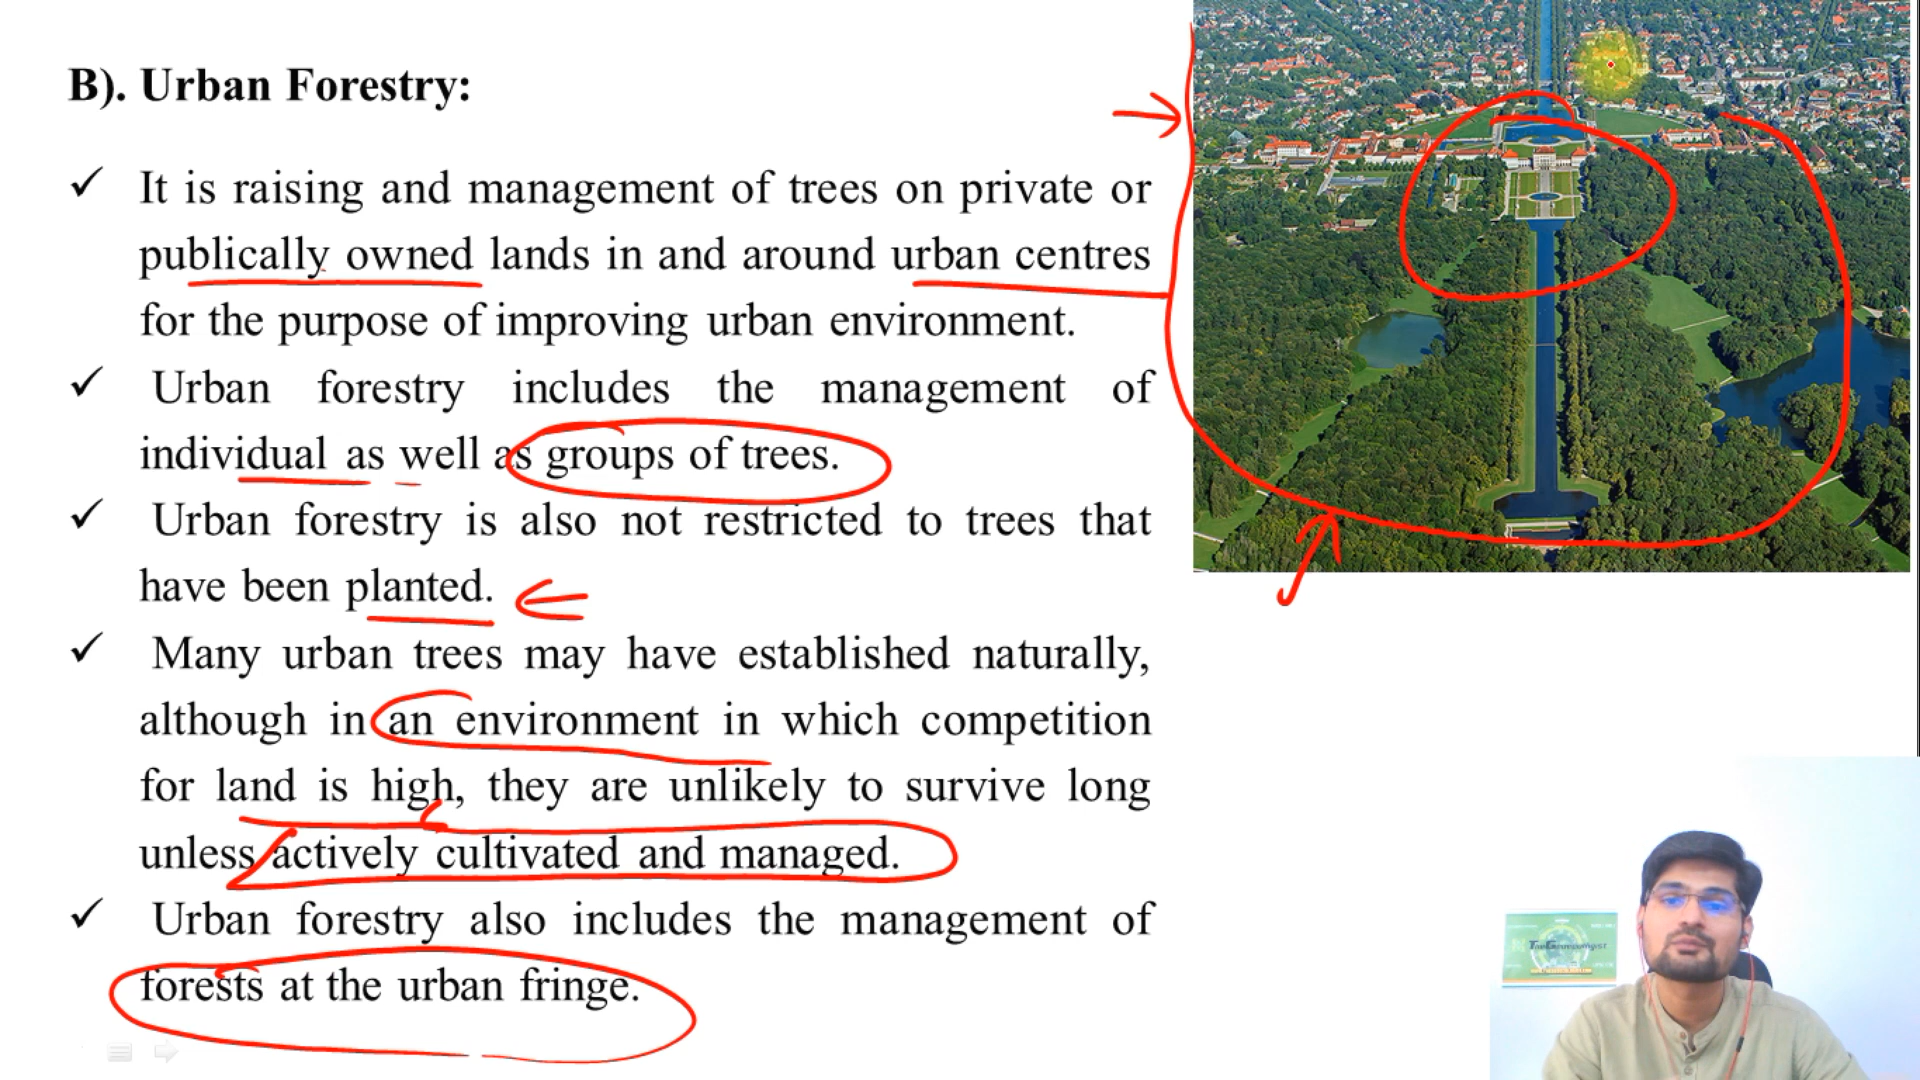 B). Urban Forestry:
✓ It is raising and management of trees on private or
publically owned lands in and around urban centres
for the purpose of improving urban environment.
✓ Urban forestry includes the management of
individual as well as groups of trees.
✓ Urban forestry is also not restricted to trees that
have been planted.
✓ Many urban trees may have established naturally,
although in an environment in which competition
for land is high, they are unlikely to survive long
unless actively cultivated and managed.
✓ Urban forestry also includes the management of
forests at the urban fringe.